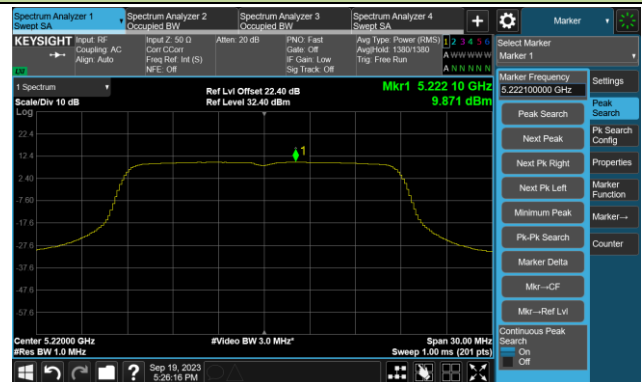 Spectrum Analyzer 1
Swept SA
Spectrum Analyzer 2
Occupied BW
Spectrum Analyzer 3
Occupied BW
Spectrum Analyzer 4
Swept SA
Marker
KEYSIGHT
Input: RF
Coupling: AC
Align: Auto
Input Z: 50 Ω
Corr CCorr
Freq Ref: Int (S)
NFE: Off
Atten: 20 dB
PNO: Fast
Gate: Off
IF Gain: Low
Sig Track: Off
Avg Type: Power (RMS)
Avg|Hold: 1380/1380
Trig: Free Run
1 2 3 4 5 6
A W W W W W
A N N N N N
Select Marker
Marker 1
1 Spectrum
Scale/Div 10 dB
Log
Ref Lvl Offset 22.40 dB
Ref Level 32.40 dBm
Mkr1 5.222 10 GHz
9.871 dBm
22.4
12.4
2.40
-7.60
-17.6
-27.6
-37.6
-47.6
-57.6
1
Center 5.22000 GHz
#Res BW 1.0 MHz
#Video BW 3.0 MHz*
Span 30.00 MHz
Sweep 1.00 ms (201 pts)
Marker Frequency
5.222100000 GHz
Peak Search
Next Peak
Next Pk Right
Next Pk Left
Minimum Peak
Pk-Pk Search
Marker Delta
Mkr→CF
Mkr→Ref Lvl
Continuous Peak
Search
On
Off
Settings
Peak
Search
Pk Search
Config
Properties
Marker
Function
Marker→
Counter
Sep 19, 2023
5:26:16 PM